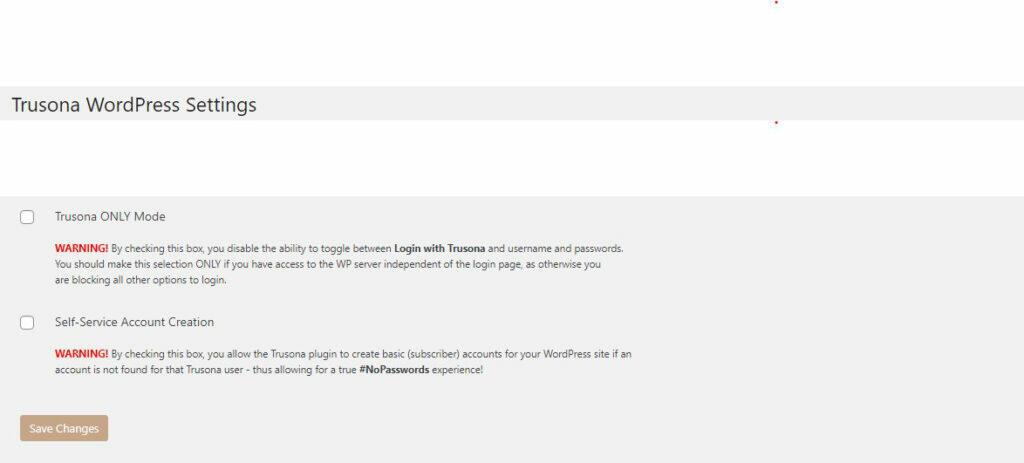 Trusona WordPress Settings
Trusona ONLY Mode
WARNING! By checking this box, you disable the ability to toggle between Login with Trusona and username and passwords.
You should make this selection ONLY if you have access to the WP server independent of the login page, as otherwise you
are blocking all other options to login.
Self-Service Account Creation
WARNING! By checking this box, you allow the Trusona plugin to create basic (subscriber) accounts for your WordPress site if an
account is not found for that Trusona user - thus allowing for a true #NoPasswords experience!
Save Changes